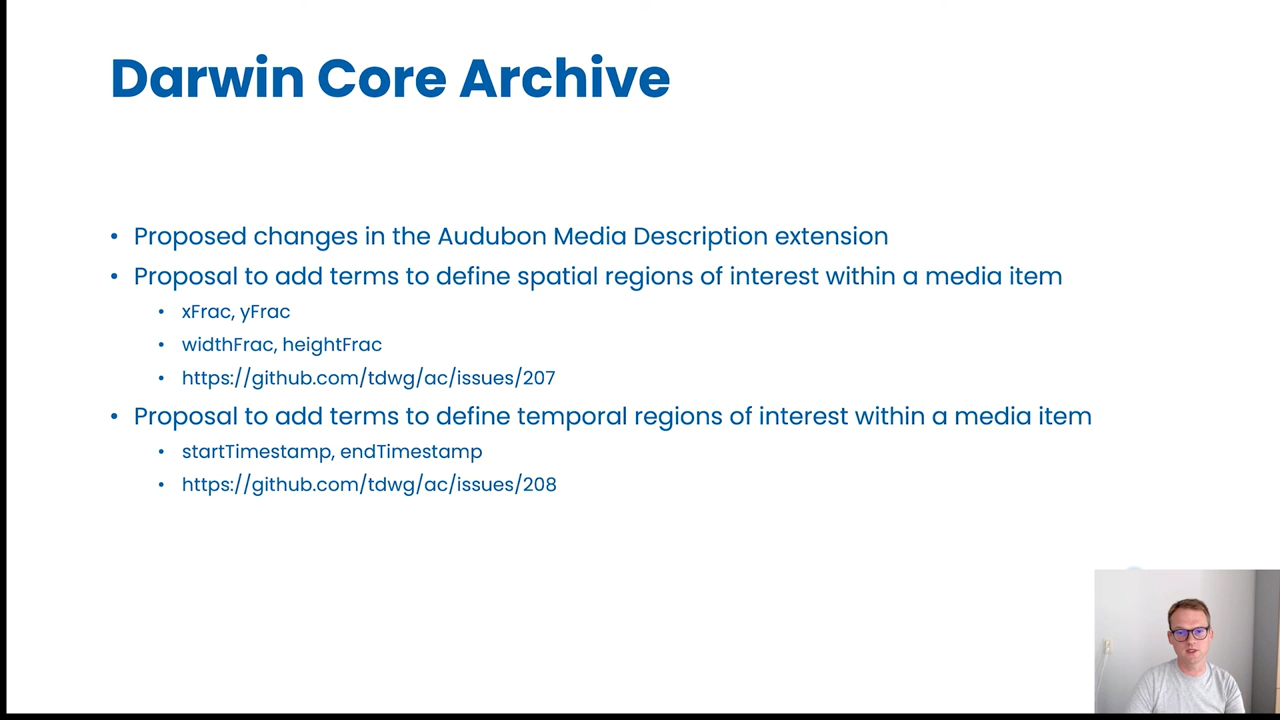 Darwin Core Archive
• Proposed changes in the Audubon Media Description extension
• Proposal to add terms to define spatial regions of interest within a media item
• xFrac, yFrac
• widthFrac, heightFrac
• https://github.com/tdwg/ac/issues/207
• Proposal to add terms to define temporal regions of interest within a media item
• startTimestamp, endTimestamp
• https://github.com/tdwg/ac/issues/208